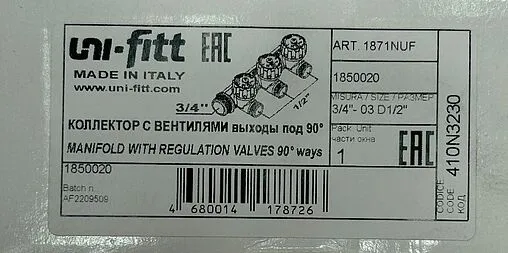 uni-fitt EAC
MADE IN ITALY
www.uni-fitt.com
3/4"
1/2"
КОЛЛЕКТОР С ВЕНТИЛЯМИ выходы под 90°
MANIFOLD WITH REGULATION VALVES 90° ways
1850020
Batch n.
AF2209509
4 680014 178726
ART. 1871NUF
1850020
MISURA / SIZE / РАЗМЕР
3/4"- 03 D1/2"
Pack. Unit
части окна
1
EAC
CODICE
CODE
КОД
410N3230